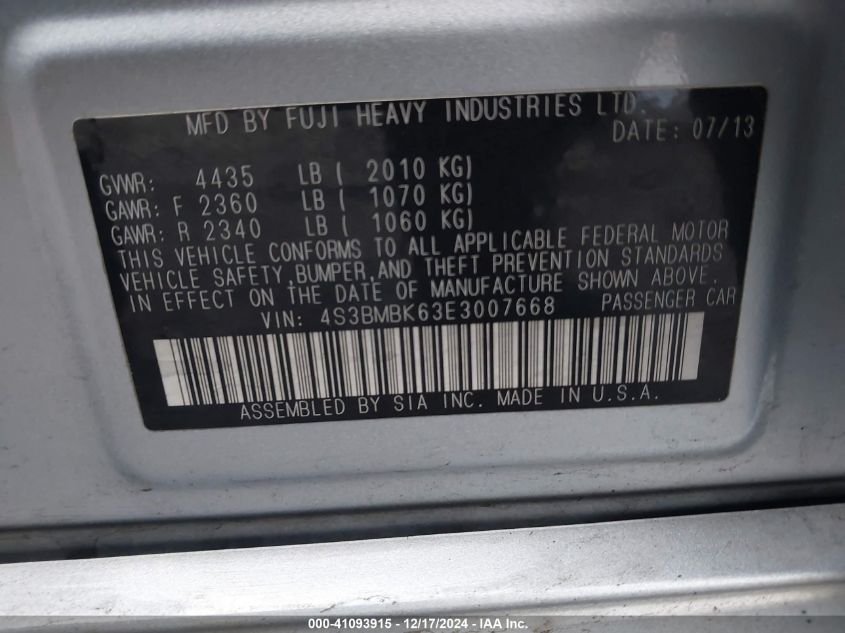 MFD BY FUJI HEAVY INDUSTRIES LTD.
DATE: 07/13
GVWR: 4435 LB ( 2010 KG)
GAWR: F 2360 LB ( 1070 KG)
GAWR: R 2340 LB ( 1060 KG)
THIS VEHICLE CONFORMS TO ALL APPLICABLE FEDERAL MOTOR
VEHICLE SAFETY,BUMPER,AND THEFT PREVENTION STANDARDS
IN EFFECT ON THE DATE OF MANUFACTURE SHOWN ABOVE.
VIN: 4S3BMBK63E3007668 PASSENGER CAR
ASSEMBLED BY SIA INC. MADE IN U.S.A.
000-41093915 - 12/17/2024 - IAA Inc.